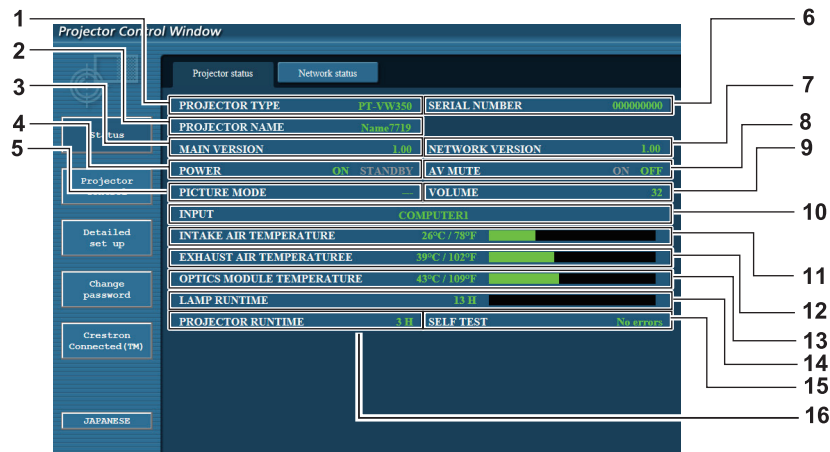 Projector Control Window
Projector status
Network status
PROJECTOR TYPE PT-VW350
SERIAL NUMBER 000000000
PROJECTOR NAME Name7719
MAIN VERSION 1.00
NETWORK VERSION 1.00
POWER ON STANDBY
AV MUTE ON OFF
PICTURE MODE ---
VOLUME 32
INPUT COMPUTER1
INTAKE AIR TEMPERATURE 26°C / 78°F
EXHAUST AIR TEMPERATUREE 39°C / 102°F
OPTICS MODULE TEMPERATURE 43°C / 109°F
LAMP RUNTIME 13 H
PROJECTOR RUNTIME 3 H
SELF TEST No errors
Status
Projector
Detailed
set up
Change
password
Crestron
Connected(TM)
JAPANESE
1
2
3
4
5
6
7
8
9
10
11
12
13
14
15
16